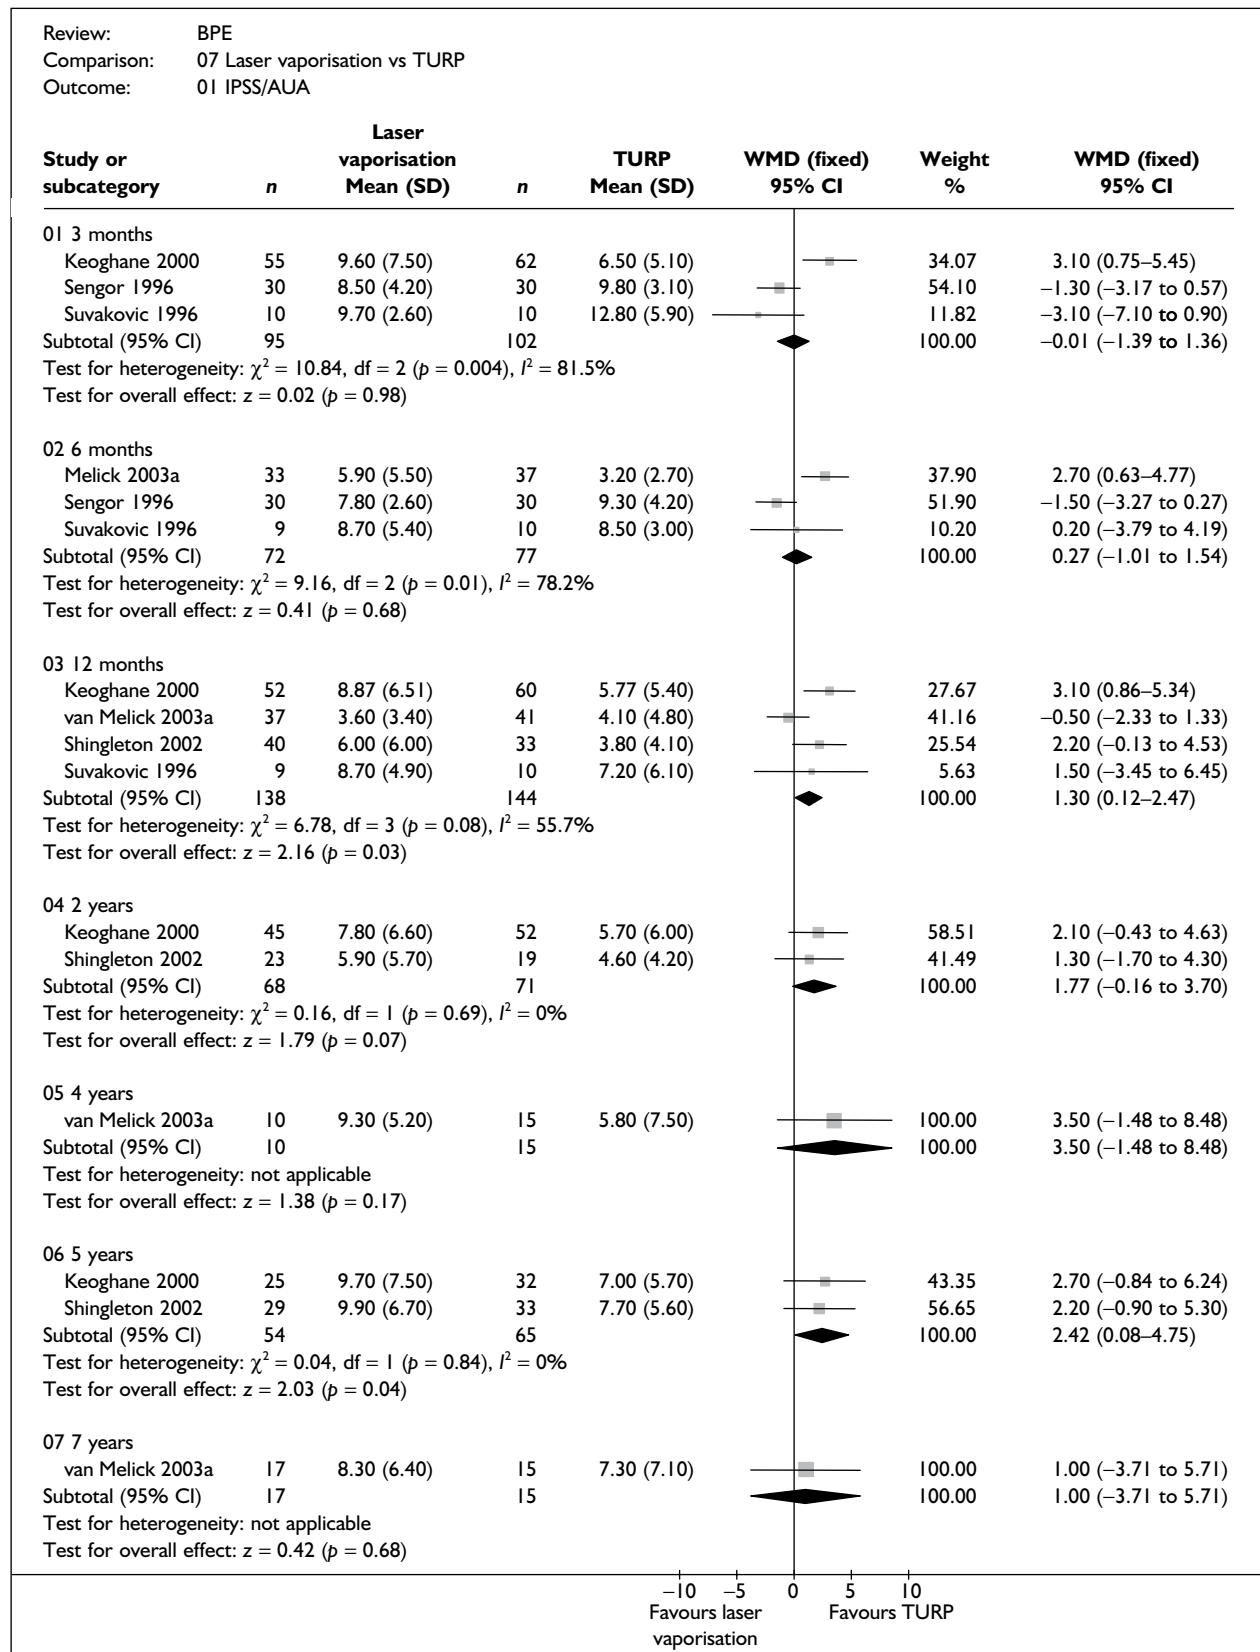 Review: BPE
Comparison: 07 Laser vaporisation vs TURP
Outcome: 01 IPSS/AUA
Laser
Study or vaporisation TURP WMD (fixed) Weight WMD (fixed)
subcategory n Mean (SD) n Mean (SD) 95% CI % 95% CI
01 3 months
Keoghane 2000 55 9.60 (7.50) 62 6.50 (5.10) 34.07 3.10 (0.75–5.45)
Sengor 1996 30 8.50 (4.20) 30 9.80 (3.10) 54.10 –1.30 (–3.17 to 0.57)
Suvakovic 1996 10 9.70 (2.60) 10 12.80 (5.90) 11.82 –3.10 (–7.10 to 0.90)
Subtotal (95% CI) 95 102 100.00 –0.01 (–1.39 to 1.36)
Test for heterogeneity: χ² = 10.84, df = 2 (p = 0.004), I² = 81.5%
Test for overall effect: z = 0.02 (p = 0.98)
02 6 months
Melick 2003a 33 5.90 (5.50) 37 3.20 (2.70) 37.90 2.70 (0.63–4.77)
Sengor 1996 30 7.80 (2.60) 30 9.30 (4.20) 51.90 –1.50 (–3.27 to 0.27)
Suvakovic 1996 9 8.70 (5.40) 10 8.50 (3.00) 10.20 0.20 (–3.79 to 4.19)
Subtotal (95% CI) 72 77 100.00 0.27 (–1.01 to 1.54)
Test for heterogeneity: χ² = 9.16, df = 2 (p = 0.01), I² = 78.2%
Test for overall effect: z = 0.41 (p = 0.68)
03 12 months
Keoghane 2000 52 8.87 (6.51) 60 5.77 (5.40) 27.67 3.10 (0.86–5.34)
van Melick 2003a 37 3.60 (3.40) 41 4.10 (4.80) 41.16 –0.50 (–2.33 to 1.33)
Shingleton 2002 40 6.00 (6.00) 33 3.80 (4.10) 25.54 2.20 (–0.13 to 4.53)
Suvakovic 1996 9 8.70 (4.90) 10 7.20 (6.10) 5.63 1.50 (–3.45 to 6.45)
Subtotal (95% CI) 138 144 100.00 1.30 (0.12–2.47)
Test for heterogeneity: χ² = 6.78, df = 3 (p = 0.08), I² = 55.7%
Test for overall effect: z = 2.16 (p = 0.03)
04 2 years
Keoghane 2000 45 7.80 (6.60) 52 5.70 (6.00) 58.51 2.10 (–0.43 to 4.63)
Shingleton 2002 23 5.90 (5.70) 19 4.60 (4.20) 41.49 1.30 (–1.70 to 4.30)
Subtotal (95% CI) 68 71 100.00 1.77 (–0.16 to 3.70)
Test for heterogeneity: χ² = 0.16, df = 1 (p = 0.69), I² = 0%
Test for overall effect: z = 1.79 (p = 0.07)
05 4 years
van Melick 2003a 10 9.30 (5.20) 15 5.80 (7.50) 100.00 3.50 (–1.48 to 8.48)
Subtotal (95% CI) 10 15 100.00 3.50 (–1.48 to 8.48)
Test for heterogeneity: not applicable
Test for overall effect: z = 1.38 (p = 0.17)
06 5 years
Keoghane 2000 25 9.70 (7.50) 32 7.00 (5.70) 43.35 2.70 (–0.84 to 6.24)
Shingleton 2002 29 9.90 (6.70) 33 7.70 (5.60) 56.65 2.20 (–0.90 to 5.30)
Subtotal (95% CI) 54 65 100.00 2.42 (0.08–4.75)
Test for heterogeneity: χ² = 0.04, df = 1 (p = 0.84), I² = 0%
Test for overall effect: z = 2.03 (p = 0.04)
07 7 years
van Melick 2003a 17 8.30 (6.40) 15 7.30 (7.10) 100.00 1.00 (–3.71 to 5.71)
Subtotal (95% CI) 17 15 100.00 1.00 (–3.71 to 5.71)
Test for heterogeneity: not applicable
Test for overall effect: z = 0.42 (p = 0.68)
–10 –5 0 5 10
Favours laser Favours TURP
vaporisation